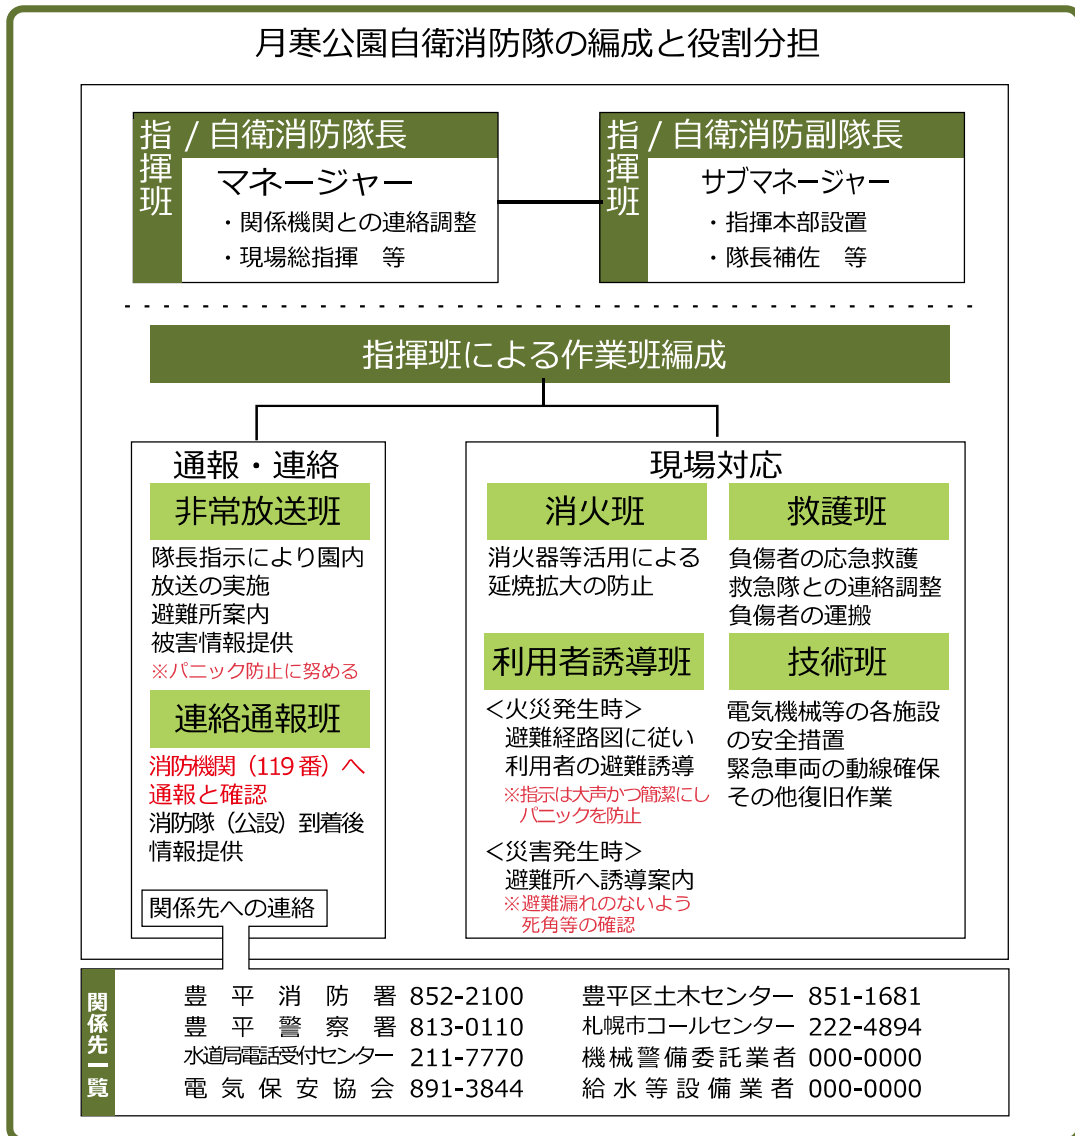 月寒公園自衛消防隊の編成と役割分担
指揮班 / 自衛消防隊長
マネージャー
・関係機関との連絡調整
・現場総指揮　等
指揮班 / 自衛消防副隊長
サブマネージャー
・指揮本部設置
・隊長補佐　等
指揮班による作業班編成
通報・連絡
非常放送班
隊長指示により園内
放送の実施
避難所案内
被害情報提供
※パニック防止に努める
連絡通報班
消防機関（119 番）へ
通報と確認
消防隊（公設）到着後
情報提供
関係先への連絡
現場対応
消火班
消火器等活用による
延焼拡大の防止
救護班
負傷者の応急救護
救急隊との連絡調整
負傷者の運搬
利用者誘導班
＜火災発生時＞
避難経路図に従い
利用者の避難誘導
※指示は大声かつ簡潔にし
パニックを防止
＜災害発生時＞
避難所へ誘導案内
※避難漏れのないよう
死角等の確認
技術班
電気機械等の各施設
の安全措置
緊急車両の動線確保
その他復旧作業
関係先一覧
豊平消防署 852-2100
豊平警察署 813-0110
水道局電話受付センター 211-7770
電気保安協会 891-3844
豊平区土木センター 851-1681
札幌市コールセンター 222-4894
機械警備委託業者 000-0000
給水等設備業者 000-0000